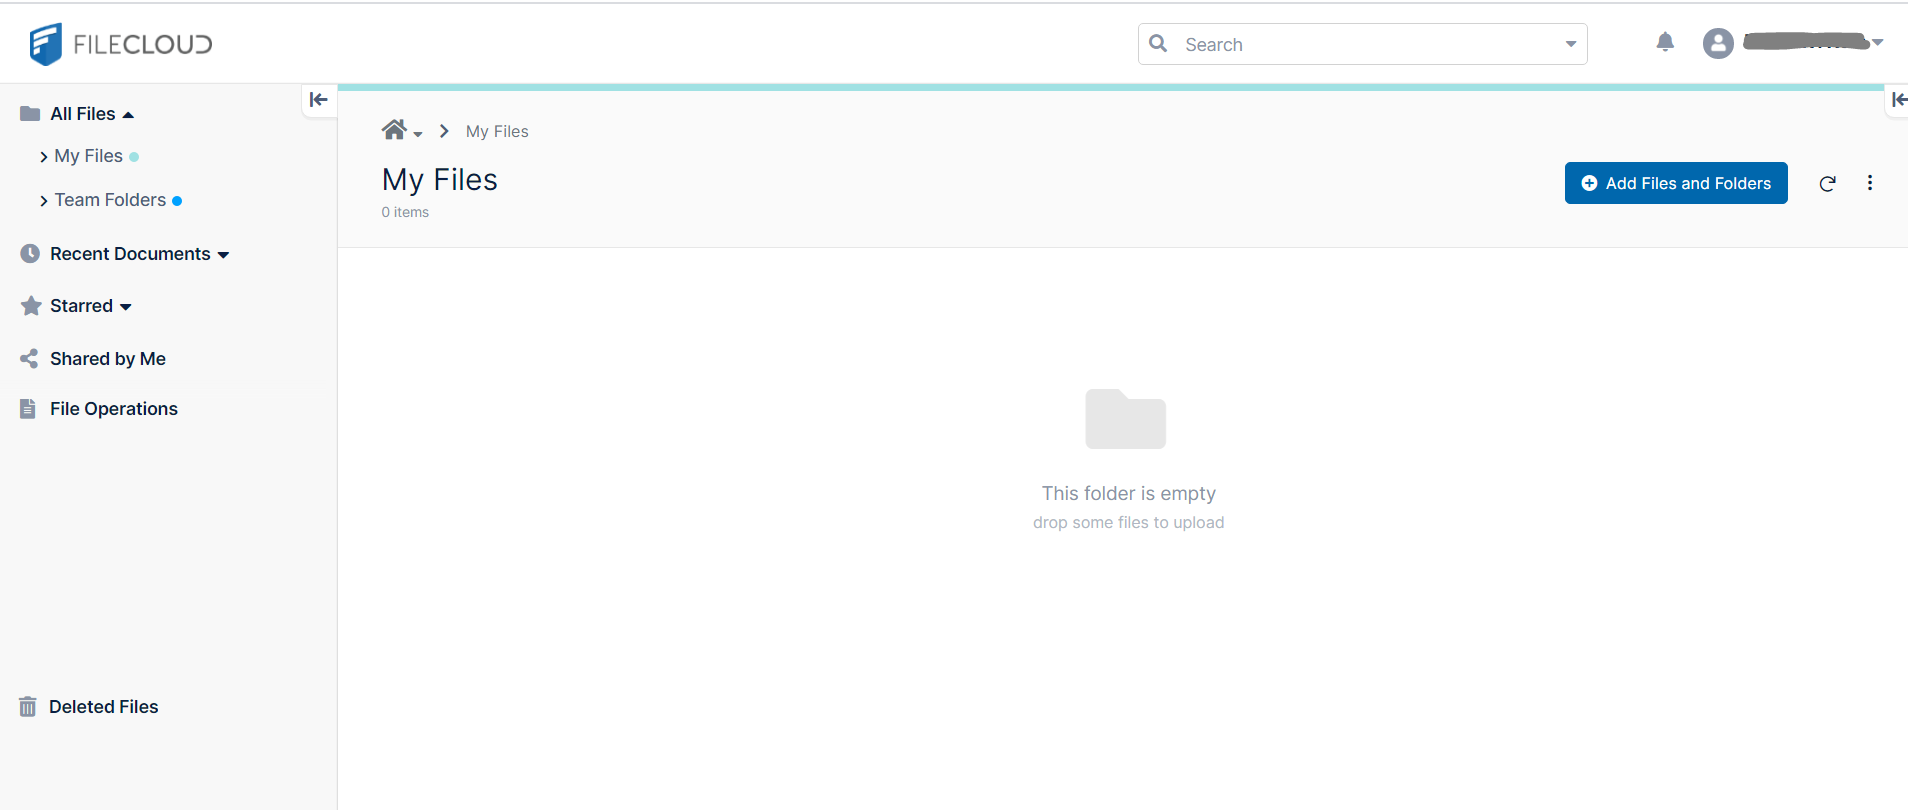 FILECLOUD
Search
All Files
My Files
Team Folders
Recent Documents
Starred
Shared by Me
File Operations
Deleted Files
My Files
My Files
0 items
Add Files and Folders
This folder is empty
drop some files to upload